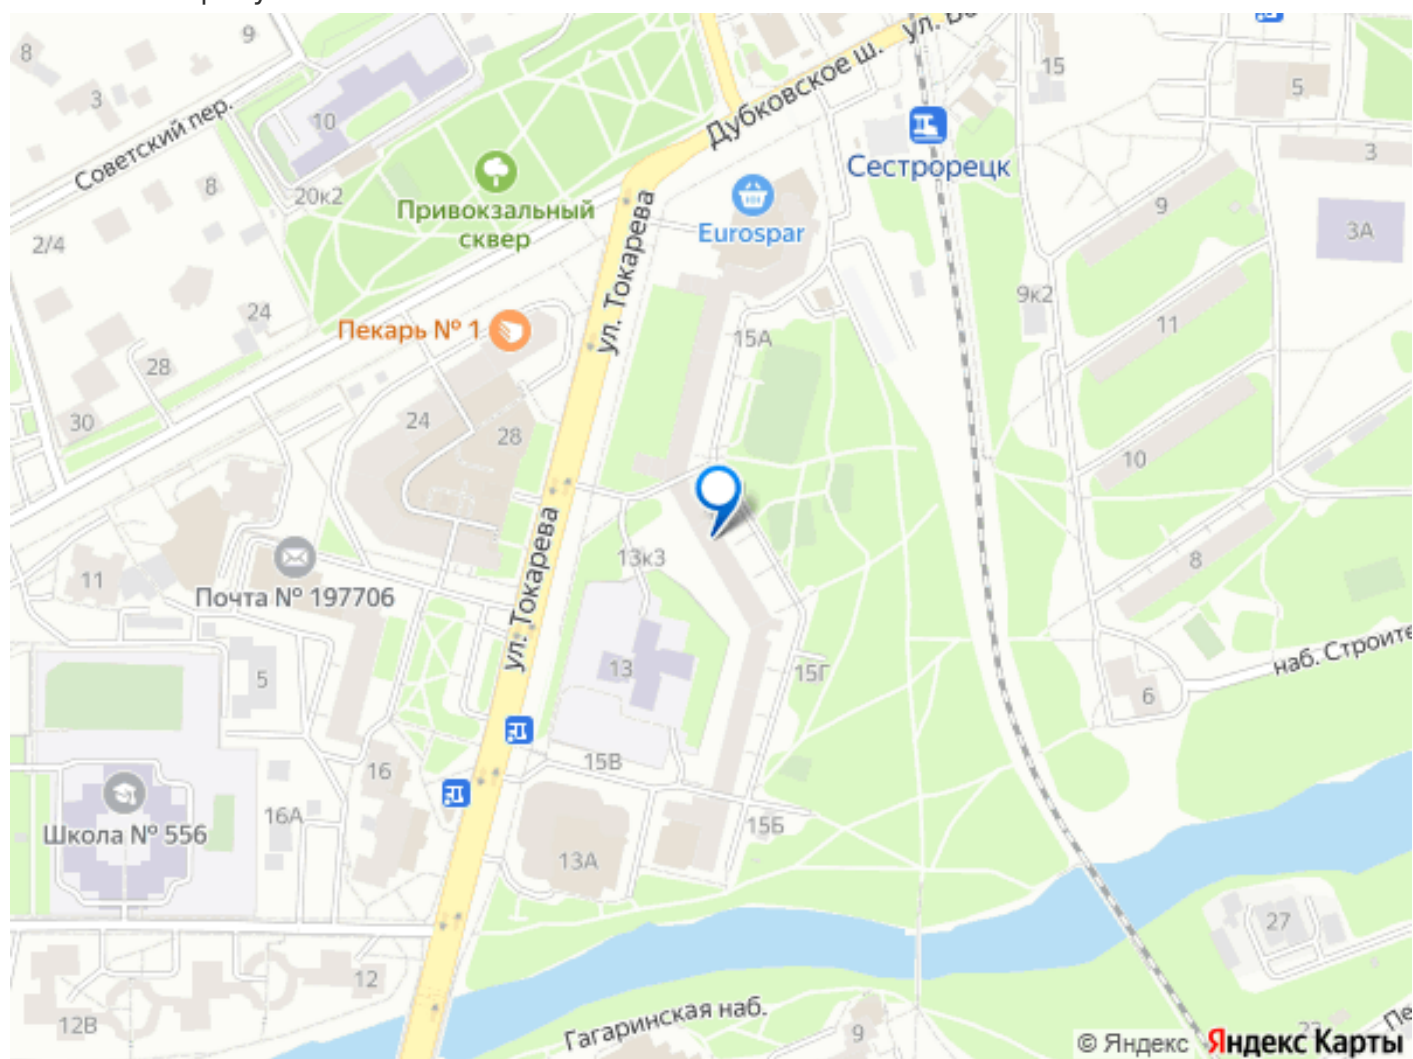 8
9
3
10
Советский пер.
8
20к2
2/4
24
28
30
Привокзальный
сквер
Пекарь № 1
24
28
ул. Токарева
Дубковское ш.
Eurospar
15А
Сестрорецк
15
5
3
9
3А
9к2
11
10
8
6
наб. Строите
11
Почта № 197706
5
ул. Токарева
13к3
13
15Г
15В
15Б
13А
16
16А
Школа № 556
12
12В
Гагаринская наб.
9
27
© Яндекс Яндекс Карты